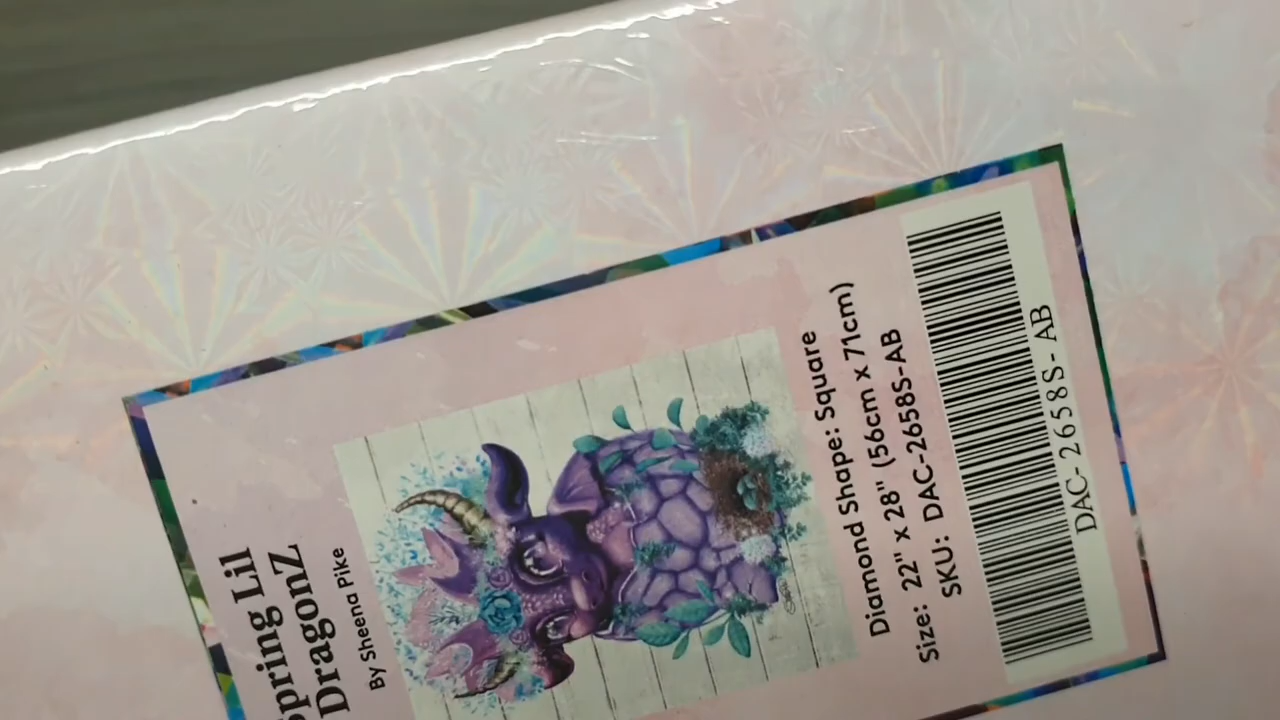 Spring Lil
DragonZ
By Sheena Pike
Diamond Shape: Square
Size: 22" x 28" (56cm x 71cm)
SKU: DAC-2658S-AB
DAC-2658S- AB